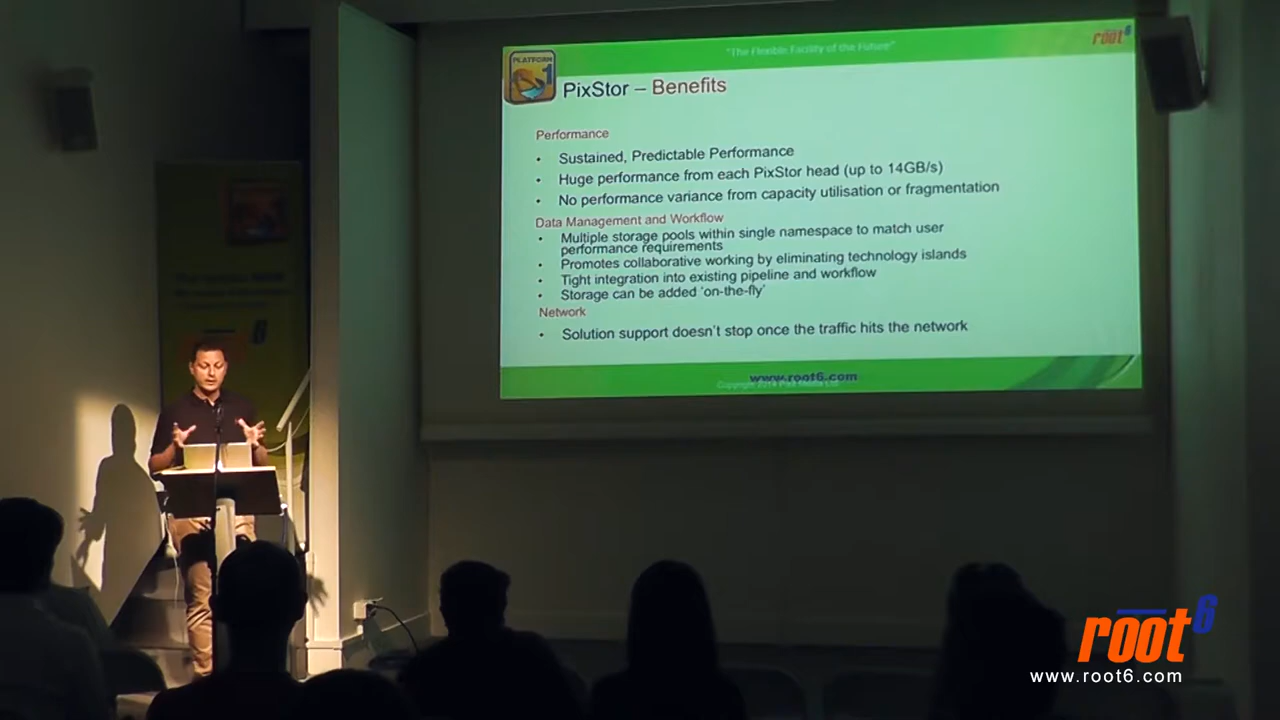 "The Flexible Facility of the Future"
root6
PLATFORM
1
PixStor – Benefits
Performance
• Sustained, Predictable Performance
• Huge performance from each PixStor head (up to 14GB/s)
• No performance variance from capacity utilisation or fragmentation
Data Management and Workflow
• Multiple storage pools within single namespace to match user
performance requirements
• Promotes collaborative working by eliminating technology islands
• Tight integration into existing pipeline and workflow
• Storage can be added 'on-the-fly'
Network
• Solution support doesn't stop once the traffic hits the network
www.root6.com
root6
www.root6.com